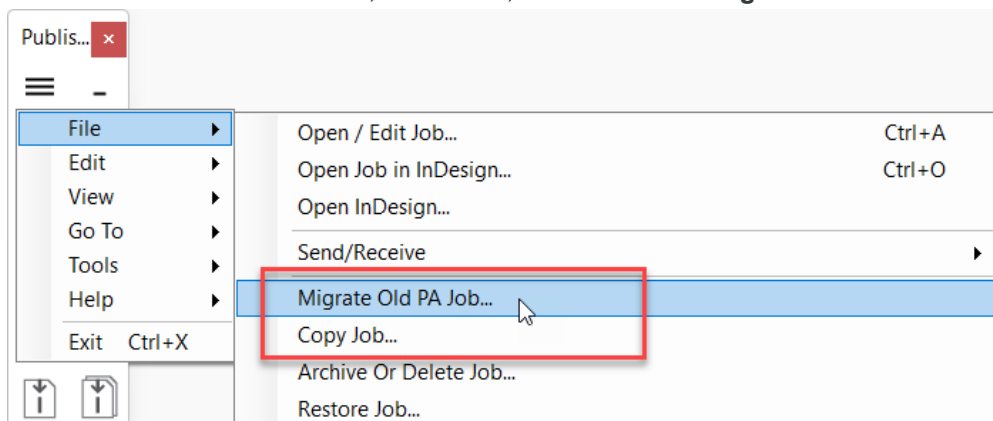 Publis...
File
Edit
View
Go To
Tools
Help
Exit Ctrl+X
Open / Edit Job... Ctrl+A
Open Job in InDesign... Ctrl+O
Open InDesign...
Send/Receive
Migrate Old PA Job...
Copy Job...
Archive Or Delete Job...
Restore Job...